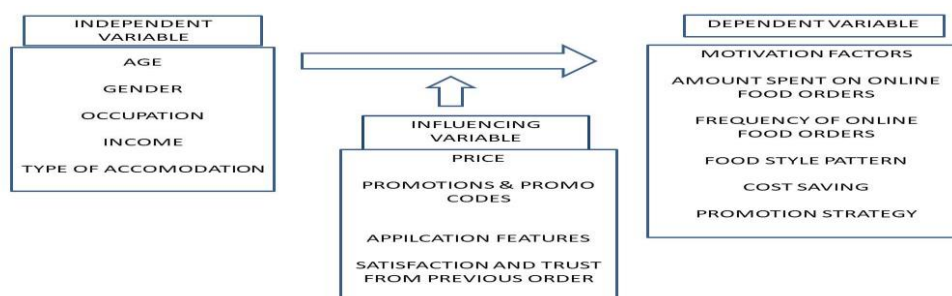 INDEPENDENT
VARIABLE
AGE
GENDER
OCCUPATION
INCOME
TYPE OF ACCOMODATION
INFLUENCING
VARIABLE
PRICE
PROMOTIONS & PROMO
CODES
APPILCATION FEATURES
SATISFACTION AND TRUST
FROM PREVIOUS ORDER
DEPENDENT VARIABLE
MOTIVATION FACTORS
AMOUNT SPENT ON ONLINE
FOOD ORDERS
FREQUENCY OF ONLINE
FOOD ORDERS
FOOD STYLE PATTERN
COST SAVING
PROMOTION STRATEGY